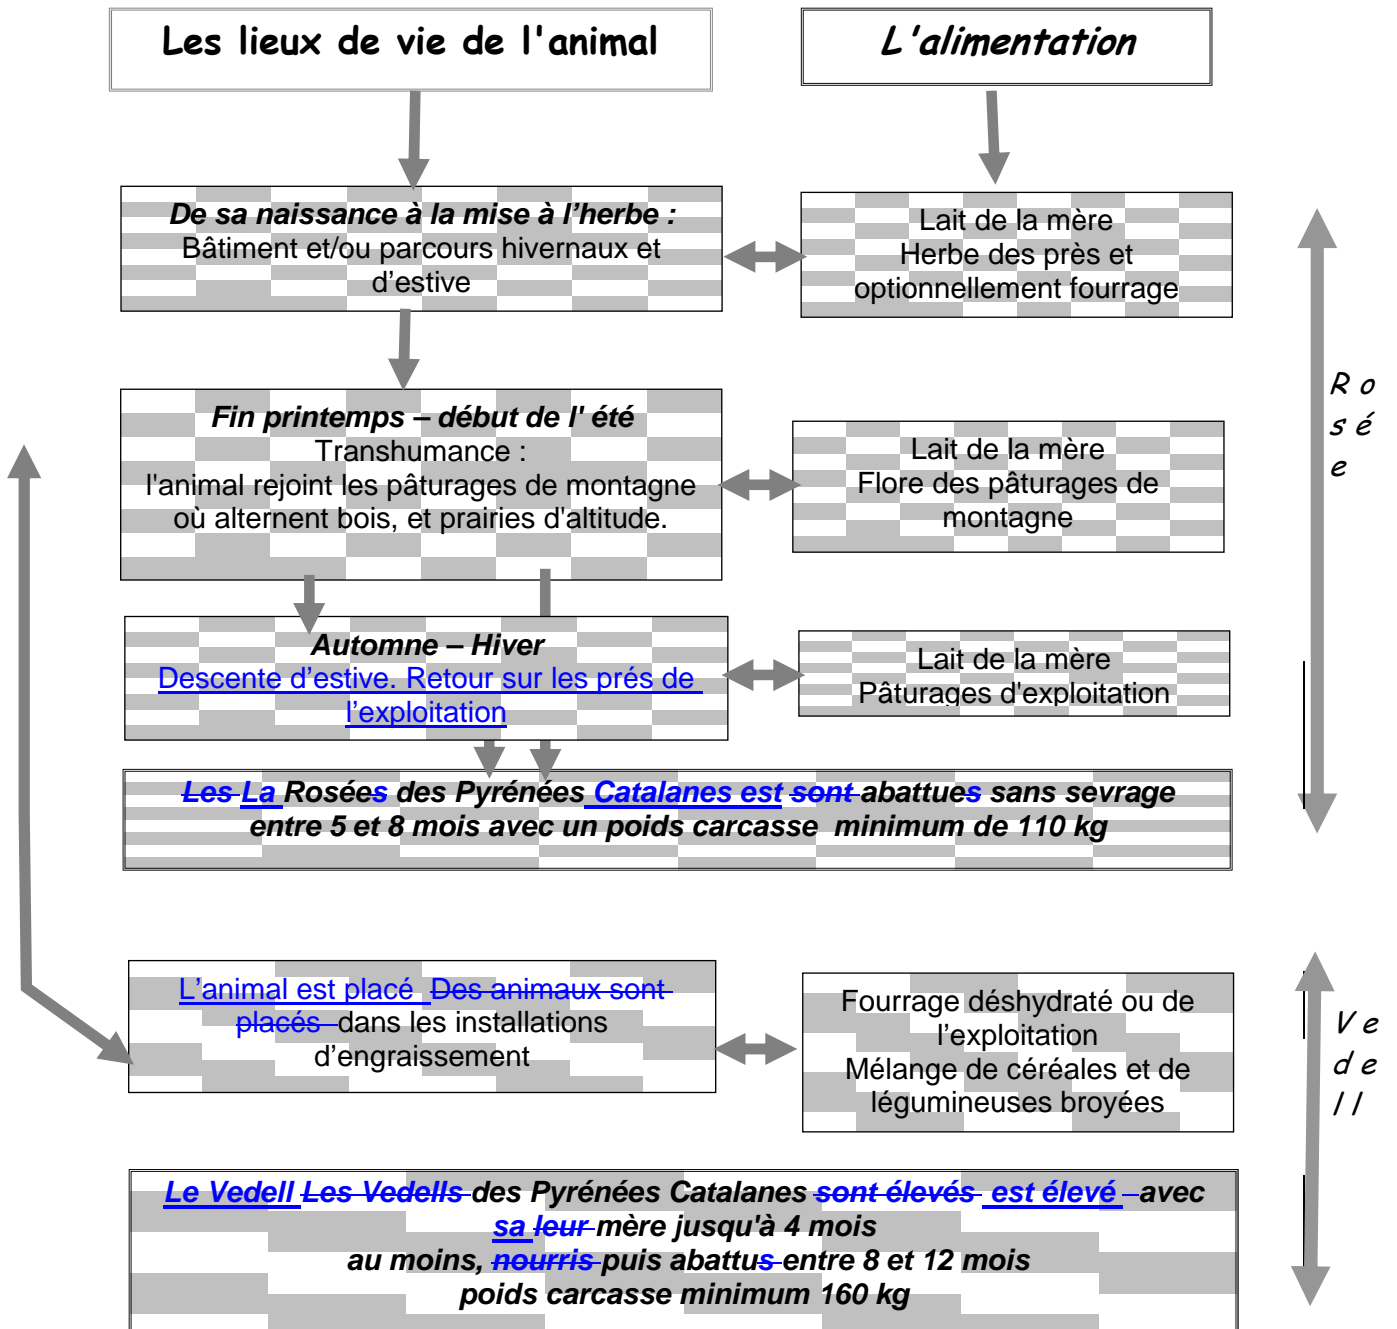 Les lieux de vie de l'animal
L'alimentation
De sa naissance à la mise à l’herbe :
Bâtiment et/ou parcours hivernaux et
d’estive
Lait de la mère
Herbe des près et
optionnellement fourrage
Fin printemps – début de l' été
Transhumance :
l'animal rejoint les pâturages de montagne
où alternent bois, et prairies d'altitude.
Lait de la mère
Flore des pâturages de
montagne
R o
s é
e
Automne – Hiver
Descente d’estive. Retour sur les prés de
l’exploitation
Lait de la mère
Pâturages d'exploitation
Les La Rosées des Pyrénées Catalanes est sont abattues sans sevrage
entre 5 et 8 mois avec un poids carcasse minimum de 110 kg
L’animal est placé Des animaux sont
placés dans les installations
d’engraissement
Fourrage déshydraté ou de
l’exploitation
Mélange de céréales et de
légumineuses broyées
V e
d e
l l
Le Vedell Les Vedells des Pyrénées Catalanes sont élevés est élevé avec
sa leur mère jusqu'à 4 mois
au moins, nourris puis abattus entre 8 et 12 mois
poids carcasse minimum 160 kg